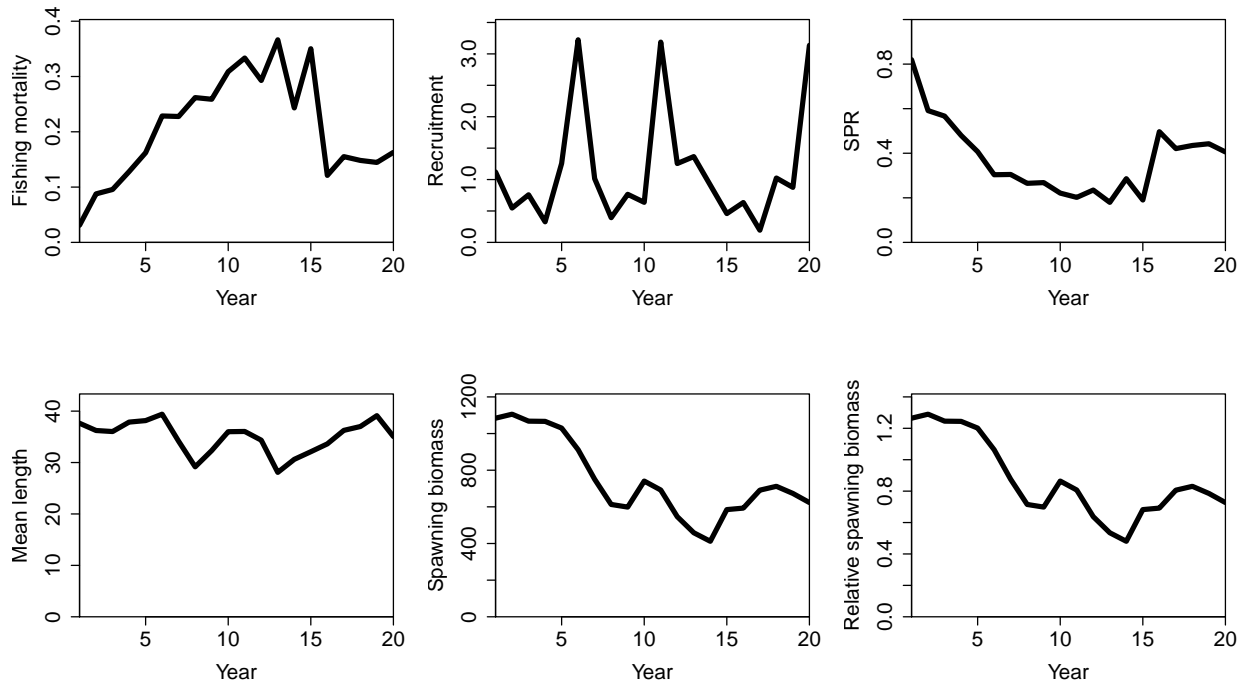 Fishing mortality
0.0 0.1 0.2 0.3 0.4
5 10 15 20
Year
Recruitment
0.0 1.0 2.0 3.0
5 10 15 20
Year
SPR
0.0 0.4 0.8
5 10 15 20
Year
Mean length
0 10 20 30 40
5 10 15 20
Year
Spawning biomass
0 400 800 1200
5 10 15 20
Year
Relative spawning biomass
0.0 0.4 0.8 1.2
5 10 15 20
Year